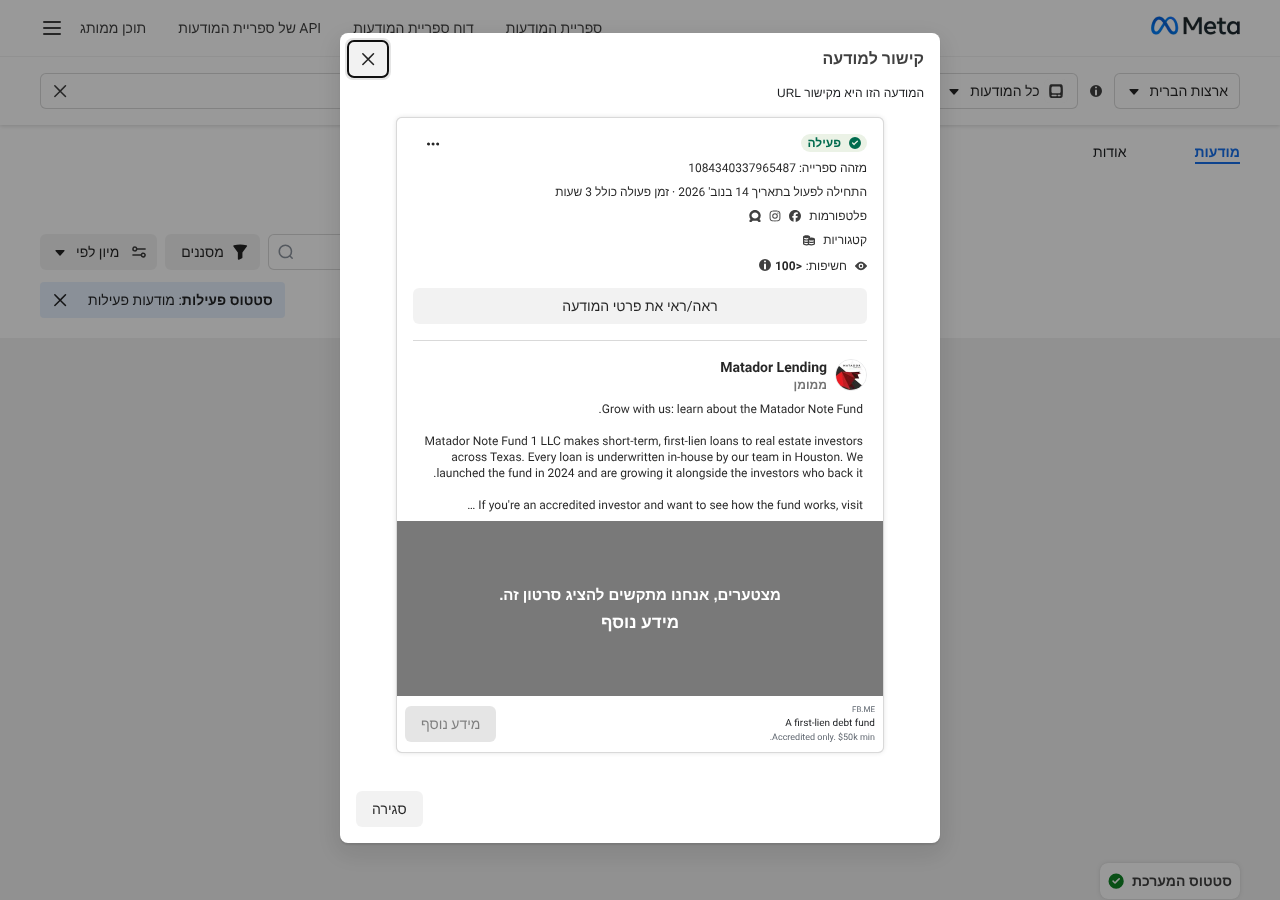 Meta
ספריית המודעות
דוח ספריית המודעות
API של ספריית המודעות
תוכן ממותג
ארצות הברית
כל המודעות
מודעות
אודות
מסננים
מיון לפי
סטטוס פעילות: מודעות פעילות
קישור למודעה
המודעה הזו היא מקישור URL
פעילה
מזהה ספרייה: 1084340337965487
התחילה לפעול בתאריך 14 בנוב' 2026 · זמן פעולה כולל 3 שעות
פלטפורמות
קטגוריות
חשיפות: <100
ראה/ראי את פרטי המודעה
Matador Lending
ממומן
Grow with us: learn about the Matador Note Fund.
Matador Note Fund 1 LLC makes short-term, first-lien loans to real estate investors
across Texas. Every loan is underwritten in-house by our team in Houston. We
launched the fund in 2024 and are growing it alongside the investors who back it.
If you're an accredited investor and want to see how the fund works, visit ...
מצטערים, אנחנו מתקשים להציג סרטון זה.
מידע נוסף
FB.ME
A first-lien debt fund
Accredited only. $50k min.
מידע נוסף
סגירה
סטטוס המערכת